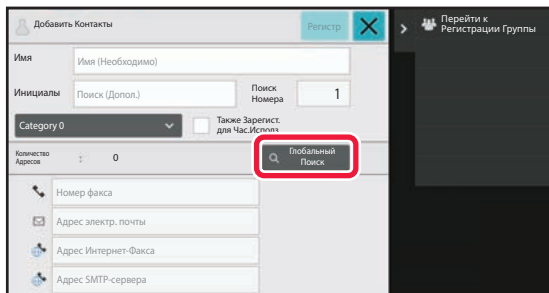 Добавить Контакты
Регистр
Перейти к
Регистрации Группы
Имя
Имя (Необходимо)
Инициалы
Поиск (Допол.)
Поиск
Номера
1
Category 0
Также Зарегист.
для Час.Исполз
Количество
Адресов
:
0
Глобальный
Поиск
Номер факса
Адрес электр. почты
Адрес Интернет-Факса
Адрес SMTP-сервера